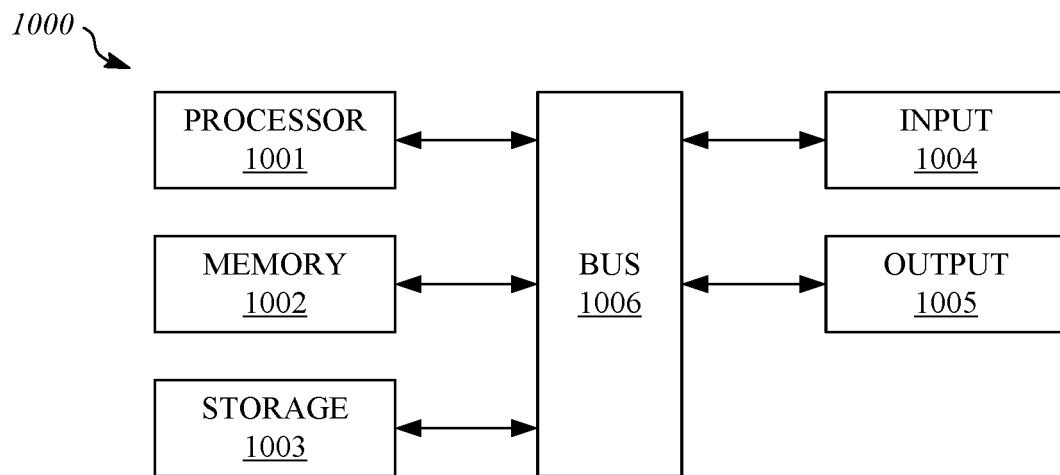 1000
PROCESSOR
1001
MEMORY
1002
STORAGE
1003
BUS
1006
INPUT
1004
OUTPUT
1005